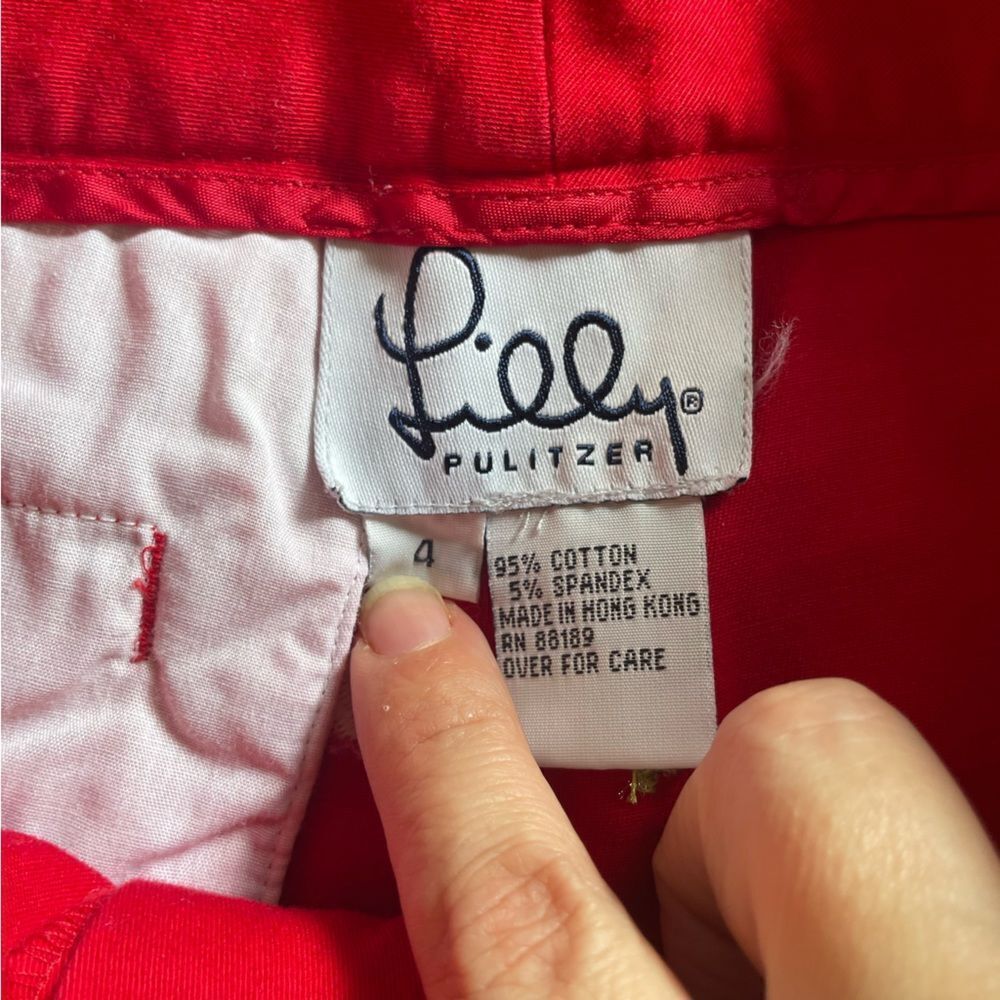 Lilly®
PULITZER
4
95% COTTON
5% SPANDEX
MADE IN HONG KONG
RN 88189
OVER FOR CARE